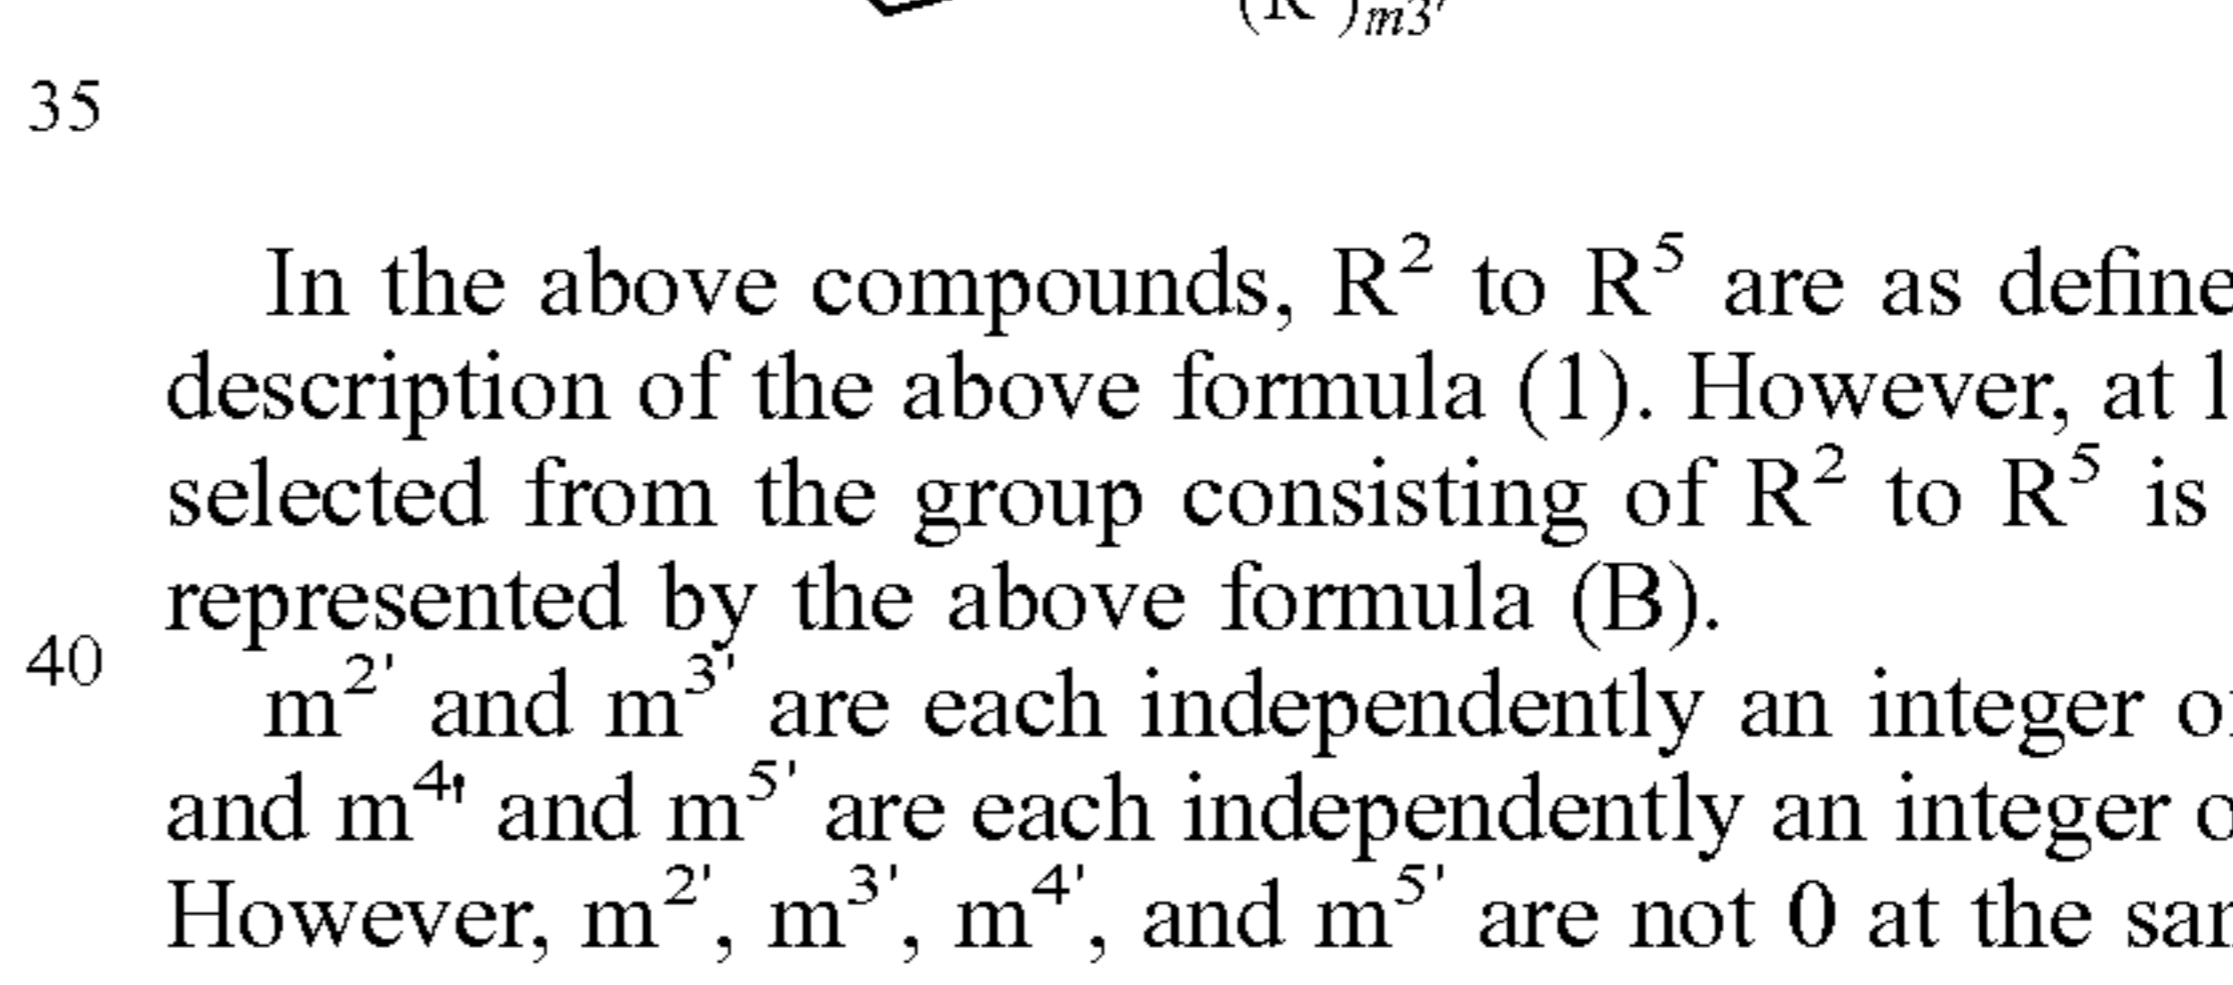 )m3'
35
In the above compounds, R² to R⁵ are as define
description of the above formula (1). However, at l
selected from the group consisting of R² to R⁵ is
represented by the above formula (B).
40
m²' and m³' are each independently an integer o
and m⁴' and m⁵' are each independently an integer o
However, m²', m³', m⁴', and m⁵' are not 0 at the sa